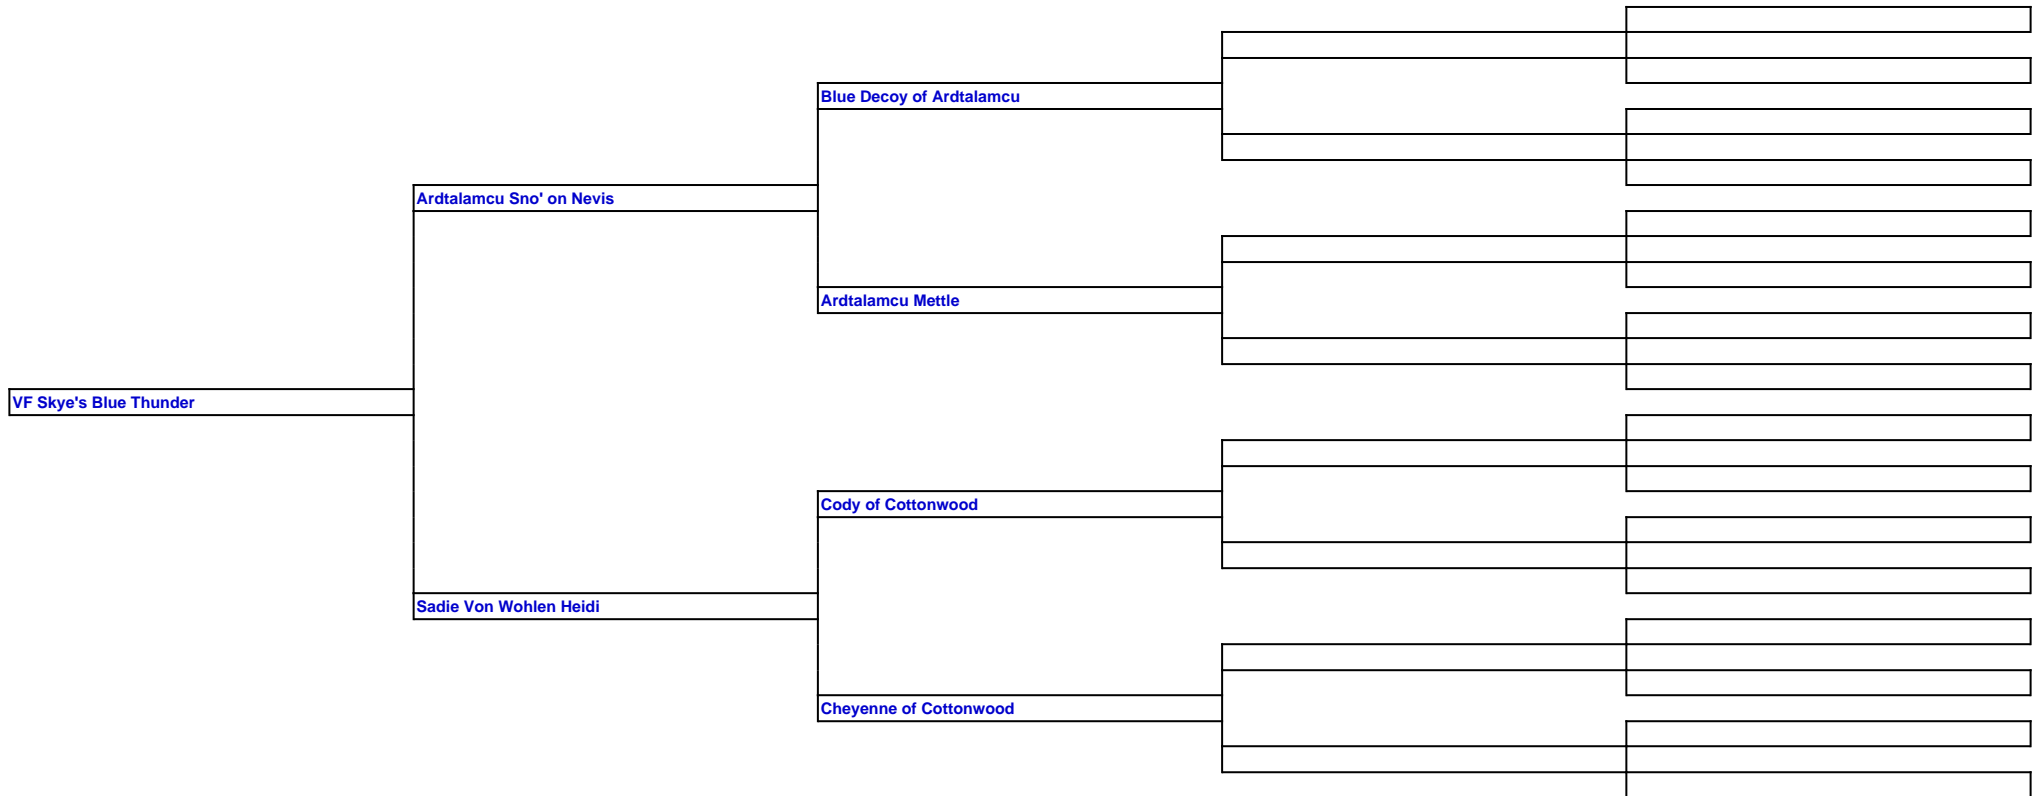 Blue Decoy of Ardtalamcu
Ardtalamcu Sno' on Nevis
Ardtalamcu Mettle
VF Skye's Blue Thunder
Cody of Cottonwood
Sadie Von Wohlen Heidi
Cheyenne of Cottonwood